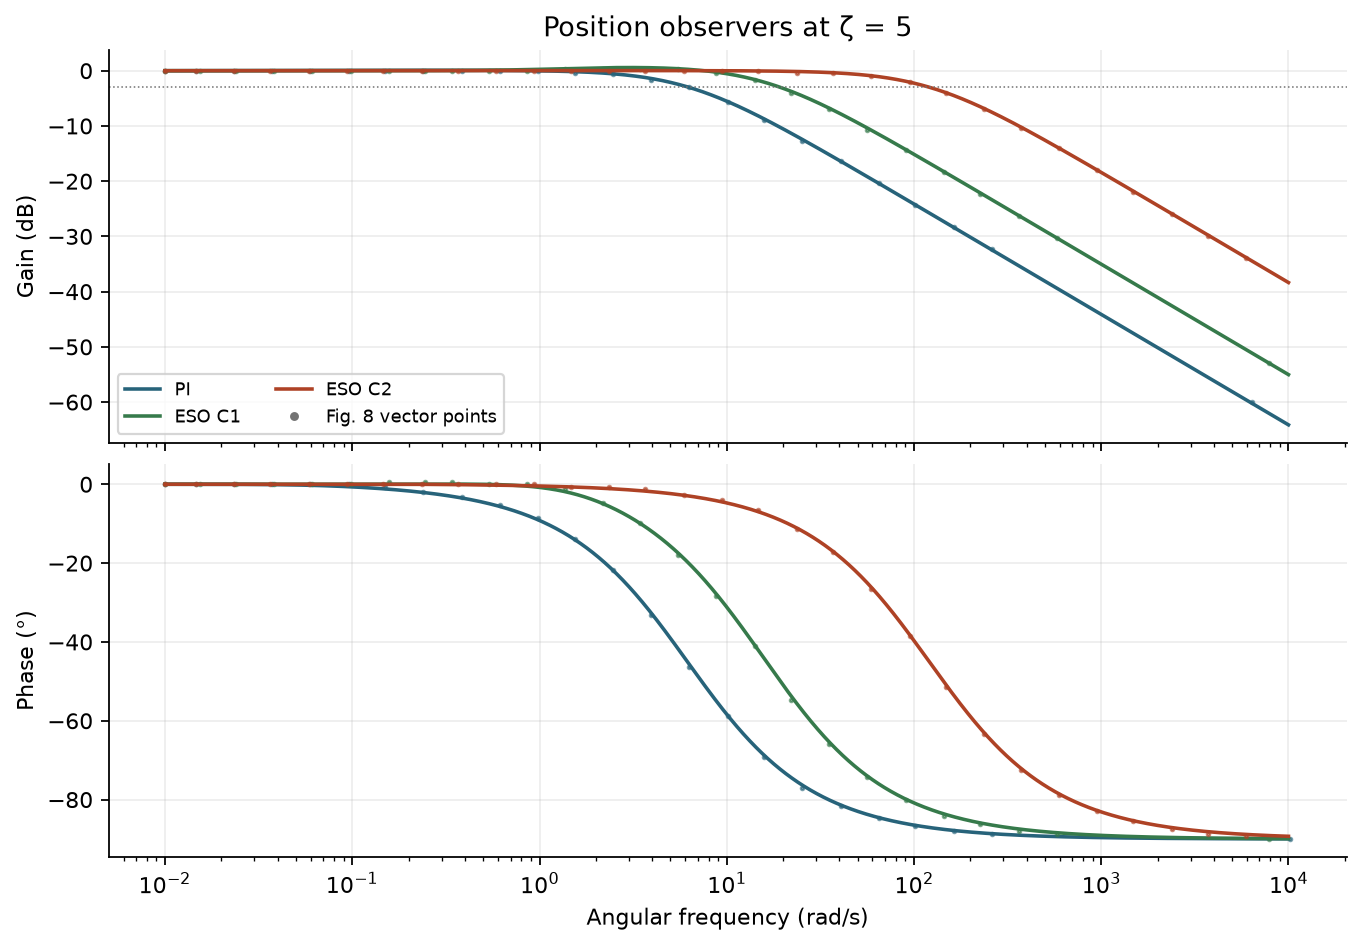 Position observers at ζ = 5
Gain (dB)
0
−10
−20
−30
−40
−50
−60
PI
ESO C1
ESO C2
Fig. 8 vector points
Phase (°)
0
−20
−40
−60
−80
10⁻² 10⁻¹ 10⁰ 10¹ 10² 10³ 10⁴
Angular frequency (rad/s)